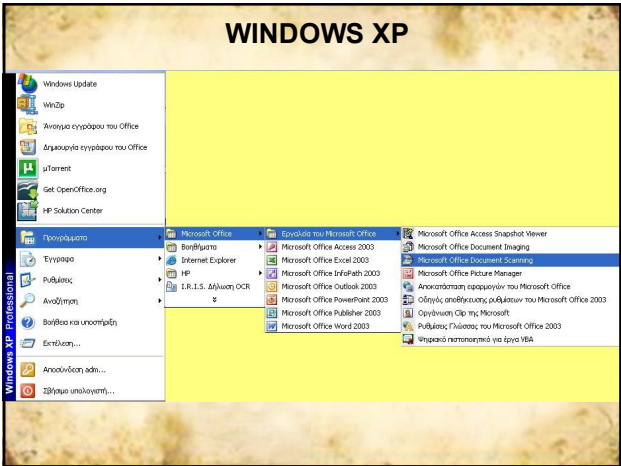 WINDOWS XP
Windows Update
WinZip
Άνοιγμα εγγράφου του Office
Δημιουργία εγγράφου του Office
μTorrent
Get OpenOffice.org
HP Solution Center
Προγράμματα
Έγγραφα
Ρυθμίσεις
Αναζήτηση
Βοήθεια και υποστήριξη
Εκτέλεση...
Αποσύνδεση adm...
Σβήσιμο υπολογιστή...
Windows XP Professional
Microsoft Office
Βοηθήματα
Internet Explorer
HP
I.R.I.S. Δήλωση OCR
Εργαλεία του Microsoft Office
Microsoft Office Access 2003
Microsoft Office Excel 2003
Microsoft Office InfoPath 2003
Microsoft Office Outlook 2003
Microsoft Office PowerPoint 2003
Microsoft Office Publisher 2003
Microsoft Office Word 2003
Microsoft Office Access Snapshot Viewer
Microsoft Office Document Imaging
Microsoft Office Document Scanning
Microsoft Office Picture Manager
Αποκατάσταση εφαρμογών του Microsoft Office
Οδηγός αποθήκευσης ρυθμίσεων του Microsoft Office 2003
Οργάνωση Clip της Microsoft
Ρυθμίσεις Γλώσσας του Microsoft Office 2003
Ψηφιακό πιστοποιητικό για έργα VBA